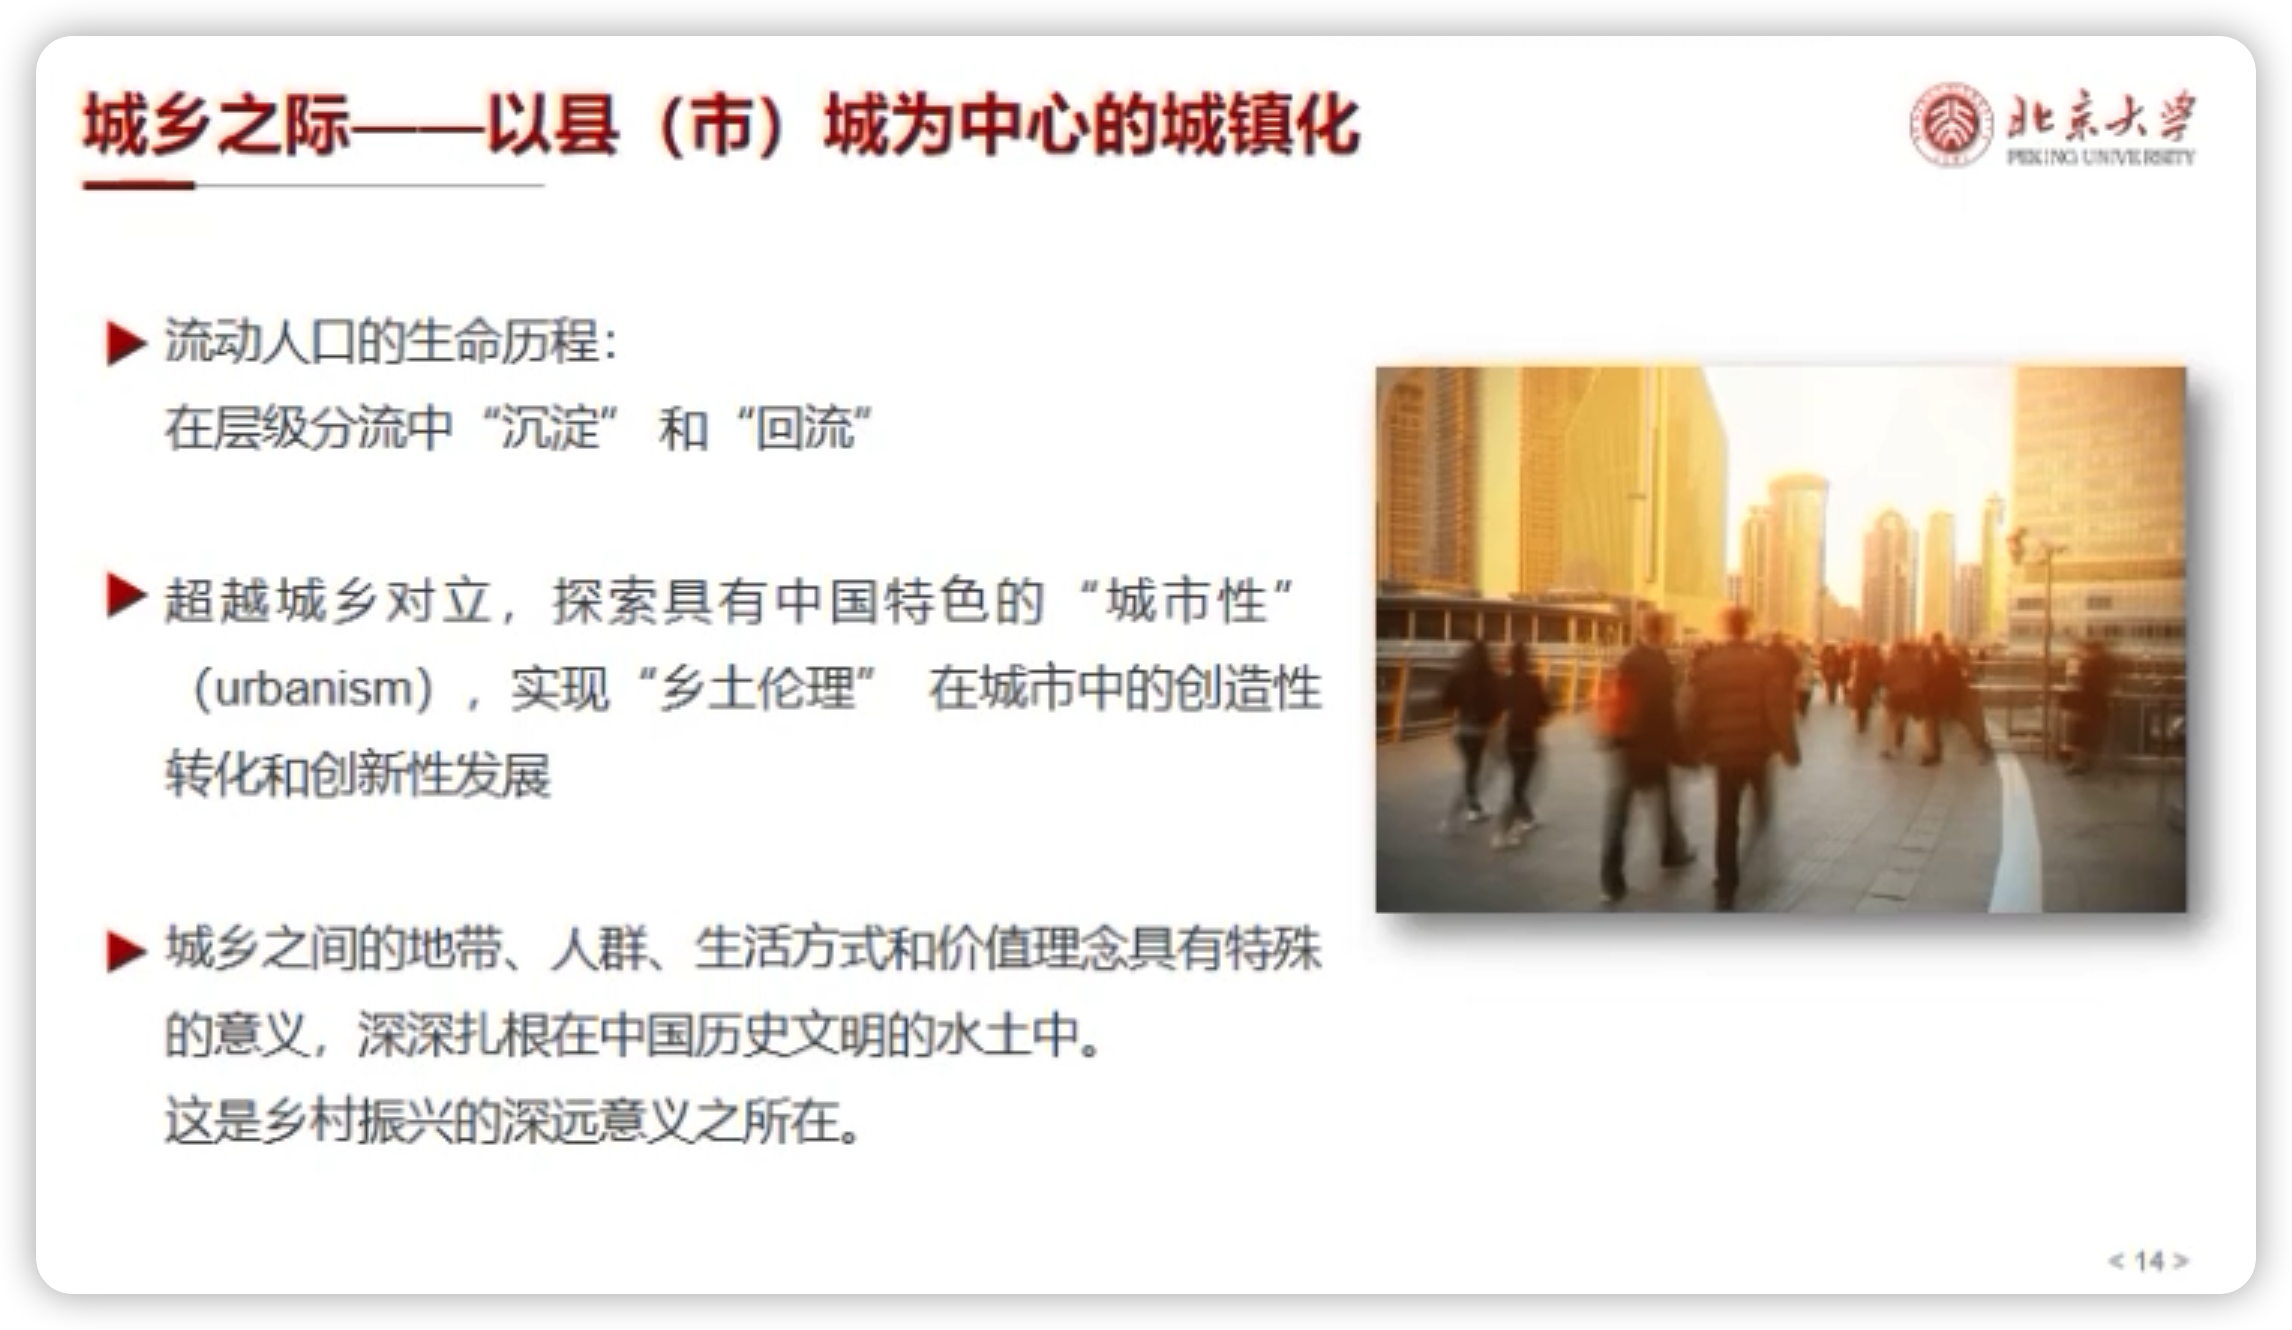 城乡之际——以县（市）城为中心的城镇化
北京大学
PEKING UNIVERSITY
流动人口的生命历程：
在层级分流中“沉淀” 和“回流”
超越城乡对立，探索具有中国特色的“城市性”
（urbanism），实现“乡土伦理” 在城市中的创造性
转化和创新性发展
城乡之间的地带、人群、生活方式和价值理念具有特殊
的意义，深深扎根在中国历史文明的水土中。
这是乡村振兴的深远意义之所在。
< 14 >